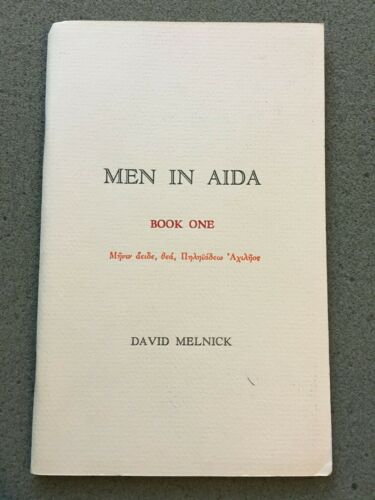 MEN IN AIDA
BOOK ONE
Μῆνιν ἄειδε, θεά, Πηληϊάδεω Ἀχιλῆος
DAVID MELNICK